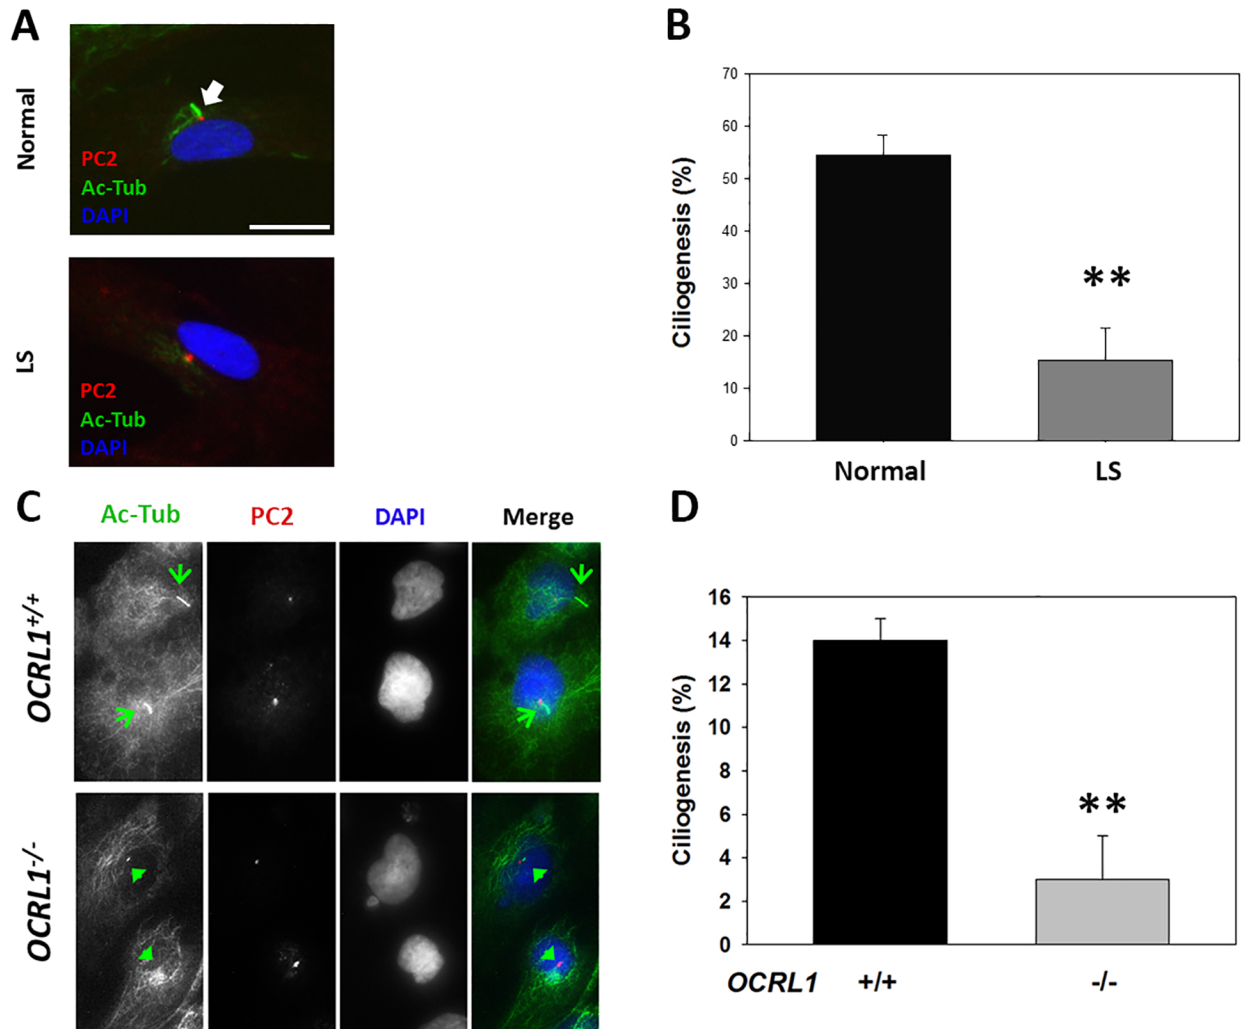 A
Normal
PC2
Ac-Tub
DAPI
LS
PC2
Ac-Tub
DAPI
B
Ciliogenesis (%)
70
60
50
40
30
20
10
0
**
Normal
LS
C
Ac-Tub
PC2
DAPI
Merge
OCRL1+/+
OCRL1-/-
D
Ciliogenesis (%)
16
14
12
10
8
6
4
2
0
**
OCRL1 +/+ -/-